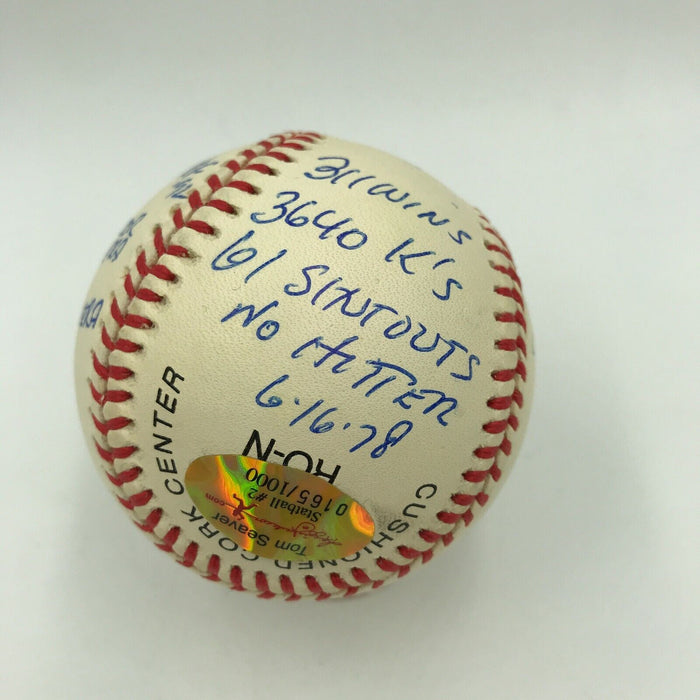 311 WINS
3640 K'S
61 SHUTOUTS
NO HITTER
6·16·78
RO-N
CUSHIONED CORK CENTER
Tom Seaver
Statball #2
0165/1000